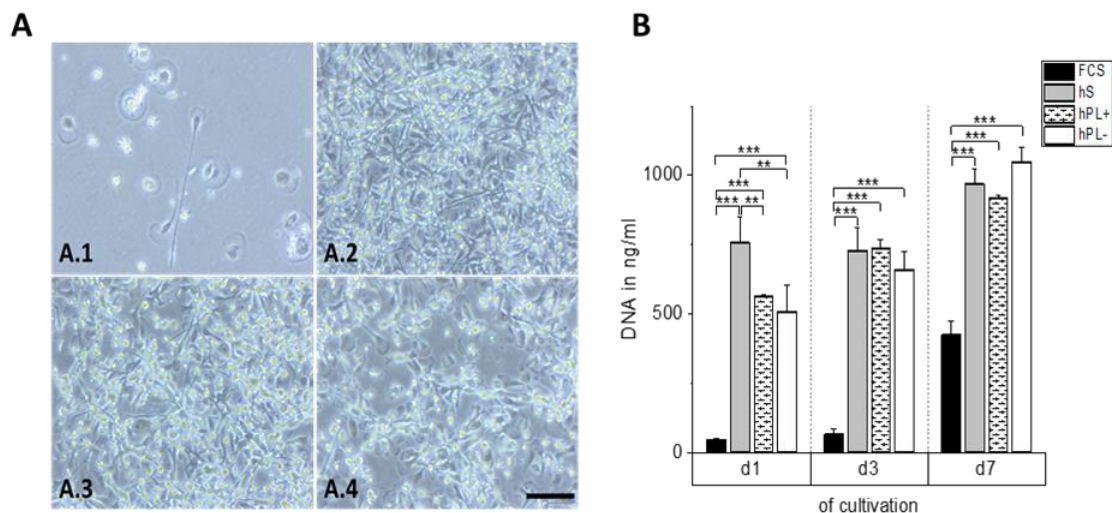 A
A.1
A.2
A.3
A.4
B
FCS
hS
hPL+
hPL-
DNA in ng/ml
1000
500
0
***
**
***
*** **
***
***
***
***
***
***
d1
d3
d7
of cultivation